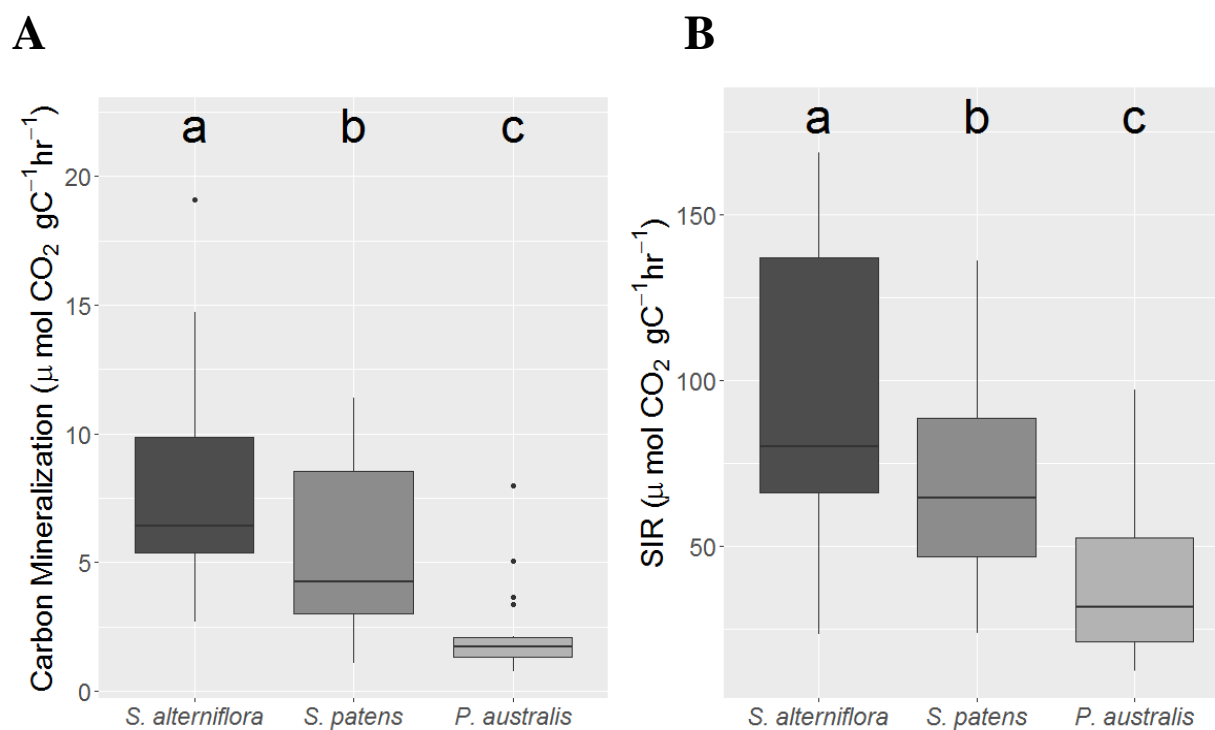 A
B
Carbon Mineralization (μ mol CO₂ gC⁻¹hr⁻¹)
20
15
10
5
0
a b c
S. alterniflora S. patens P. australis
SIR (μ mol CO₂ gC⁻¹hr⁻¹)
150
100
50
a b c
S. alterniflora S. patens P. australis